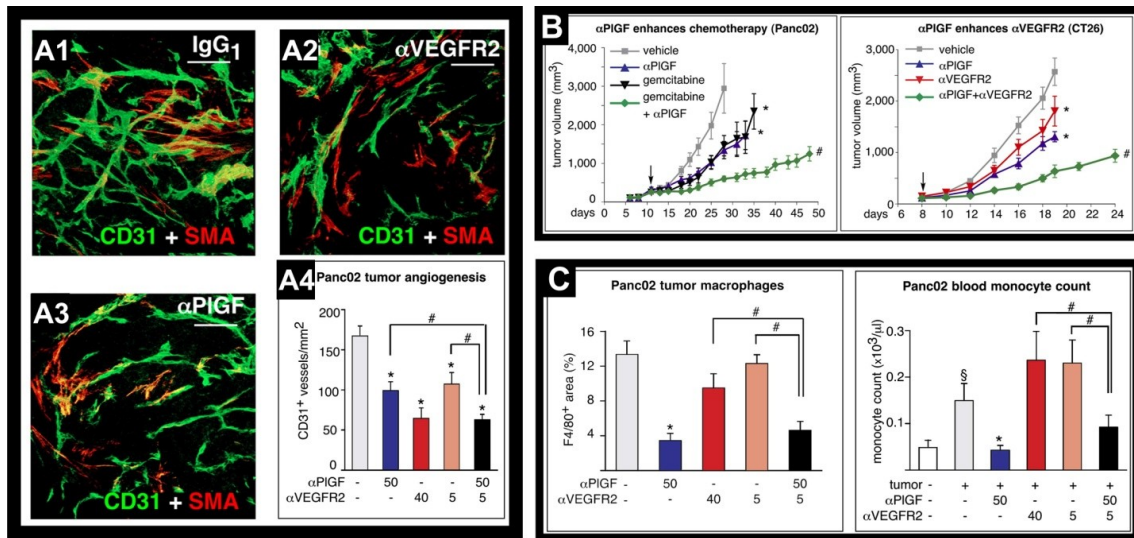 A1
IgG1
CD31 + SMA
A2
αVEGFR2
CD31 + SMA
A3
αPlGF
CD31 + SMA
A4
Panc02 tumor angiogenesis
CD31+ vessels/mm2
200
150
100
50
0
#
#
* * * *
αPlGF - 50 - - 50
αVEGFR2 - - 40 5 5
B
αPlGF enhances chemotherapy (Panc02)
tumor volume (mm3)
4,000
3,000
2,000
1,000
vehicle
αPlGF
gemcitabine
gemcitabine
+ αPlGF
*
*
#
days 0 5 10 15 20 25 30 35 40 45 50
αPlGF enhances αVEGFR2 (CT26)
tumor volume (mm3)
3,000
2,000
1,000
vehicle
αPlGF
αVEGFR2
αPlGF+αVEGFR2
*
*
#
days 6 8 10 12 14 16 18 20 22 24
C
Panc02 tumor macrophages
F4/80+ area (%)
16
12
8
4
#
#
*
αPlGF - 50 - - 50
αVEGFR2 - - 40 5 5
Panc02 blood monocyte count
monocyte count (x103/µl)
0.3
0.2
0.1
0
#
#
§
*
tumor - + + + + +
αPlGF - - 50 - - 50
αVEGFR2 - - - 40 5 5